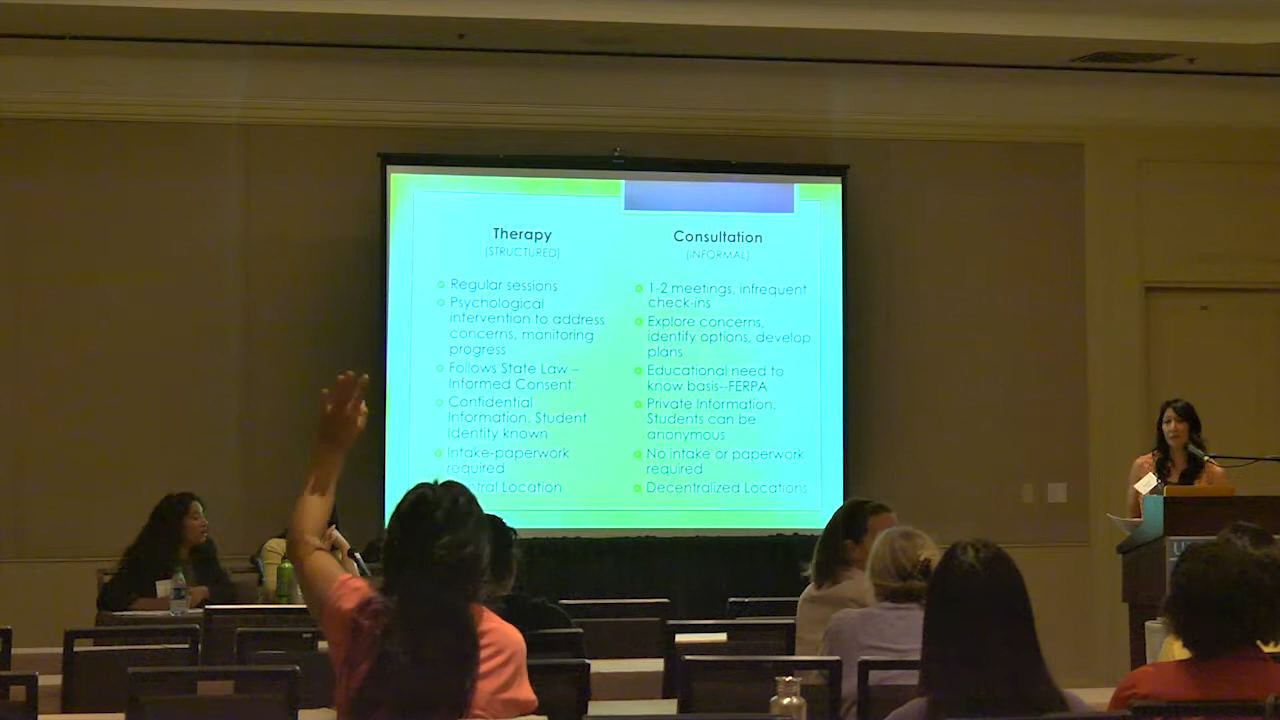 Therapy
(STRUCTURED)
Regular sessions
Psychological
intervention to address
concerns, monitoring
progress
Follows State Law –
Informed Consent
Confidential
Information. Student
Identity known
Intake-paperwork
required
tral Location
Consultation
(INFORMAL)
1-2 meetings, infrequent
check-ins
Explore concerns,
identify options, develop
plans
Educational need to
know basis--FERPA
Private Information.
Students can be
anonymous
No intake or paperwork
required
Decentralized Locations